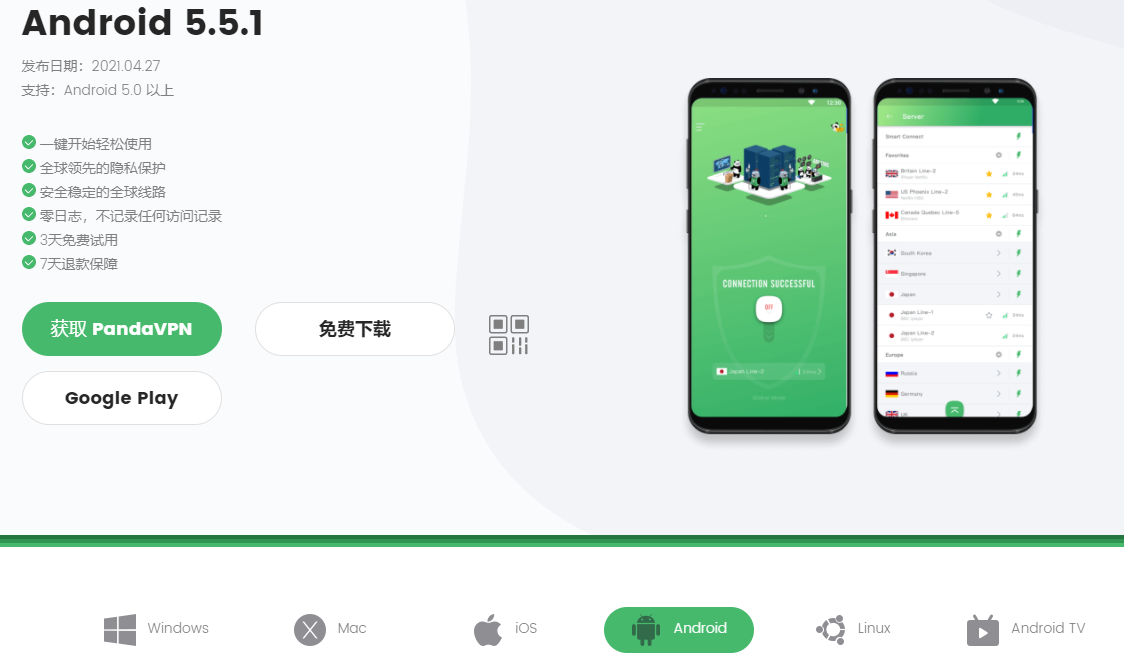 Android 5.5.1
发布日期：2021.04.27
支持：Android 5.0 以上
一键开始轻松使用
全球领先的隐私保护
安全稳定的全球线路
零日志，不记录任何访问记录
3天免费试用
7天退款保障
获取 PandaVPN
免费下载
Google Play
12:30
CONNECTION SUCCESSFUL
OFF
Japan Line-2
Server
Smart Connect
Favorites
Britain Line-2
US Phoenix Line-2
Canada Quebec Line-6
Asia
South Korea
Singapore
Japan
Japan Line-1
Japan Line-2
Europe
Russia
Germany
UK
Windows
Mac
iOS
Android
Linux
Android TV